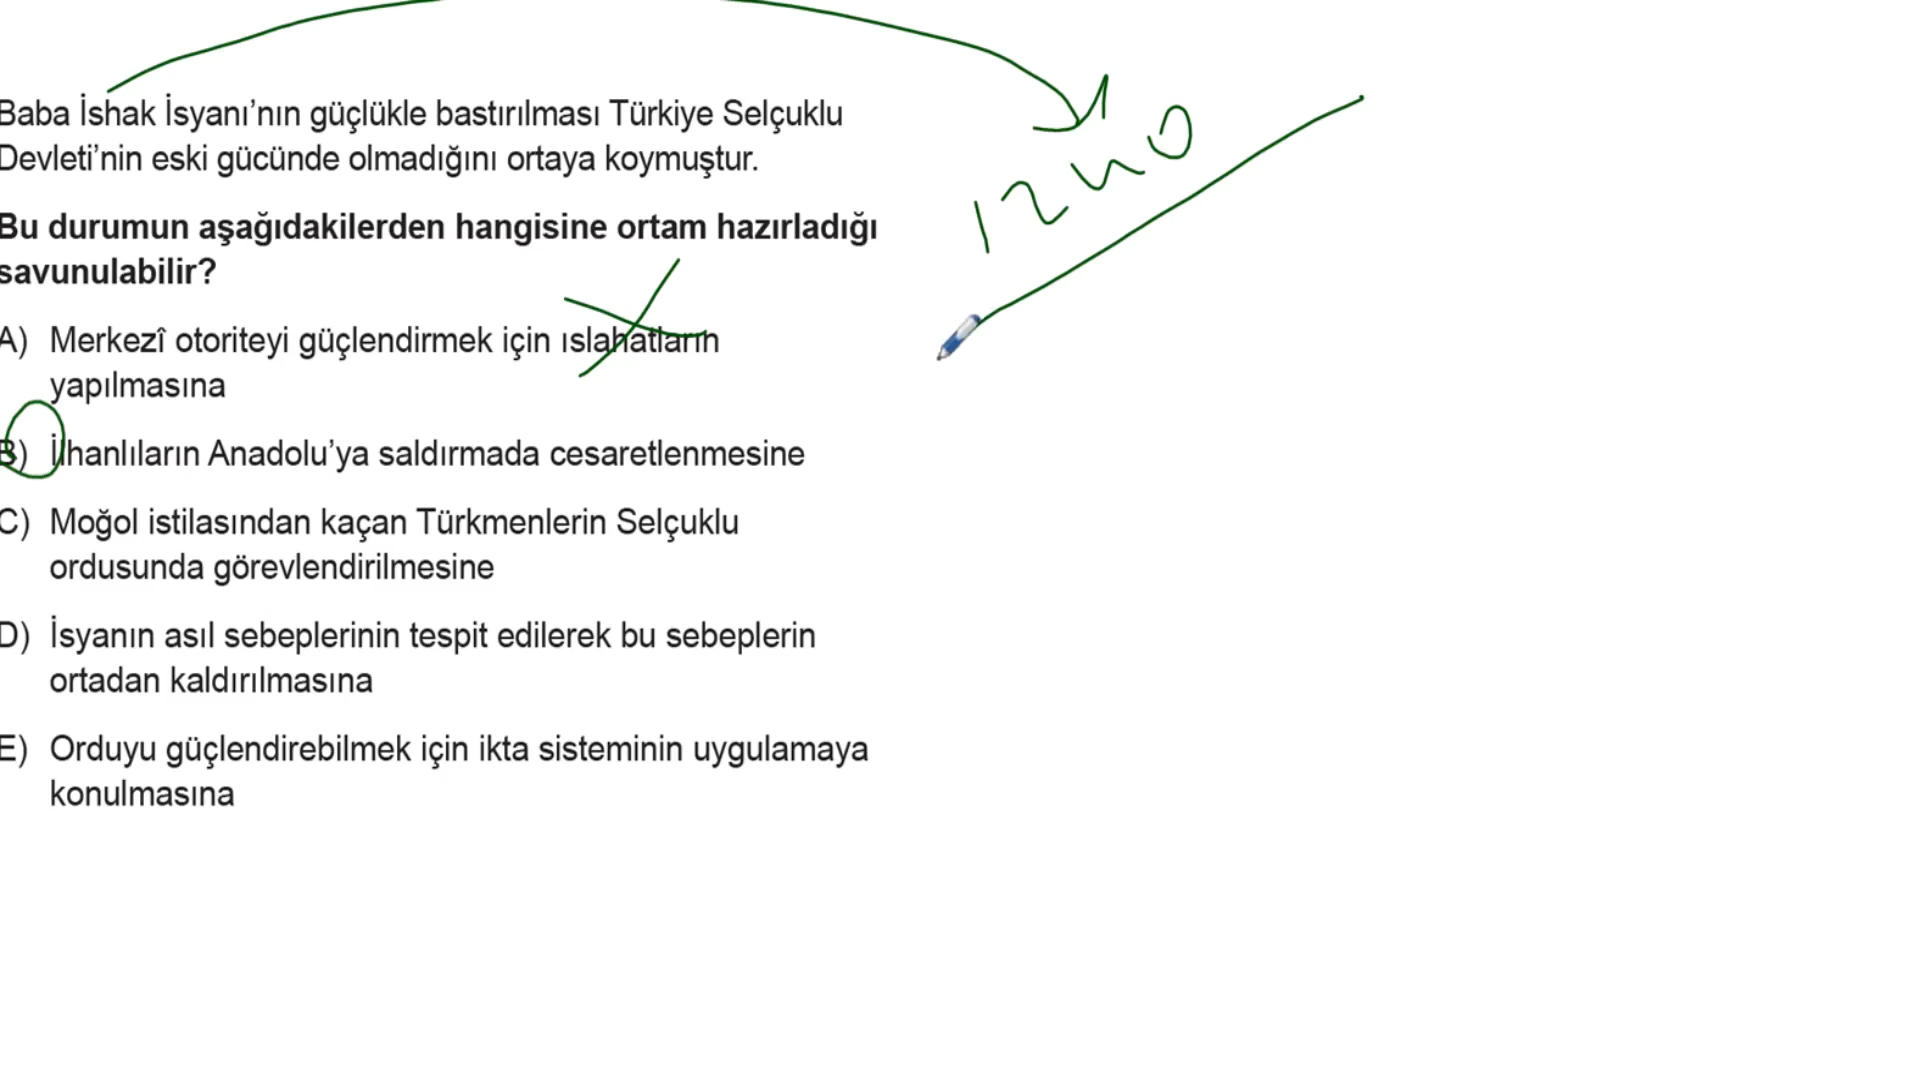 Baba İshak İsyanı’nın güçlükle bastırılması Türkiye Selçuklu
Devleti’nin eski gücünde olmadığını ortaya koymuştur.
1240
Bu durumun aşağıdakilerden hangisine ortam hazırladığı
savunulabilir?
A) Merkezî otoriteyi güçlendirmek için ıslahatların
yapılmasına
B) İlhanlıların Anadolu’ya saldırmada cesaretlenmesine
C) Moğol istilasından kaçan Türkmenlerin Selçuklu
ordusunda görevlendirilmesine
D) İsyanın asıl sebeplerinin tespit edilerek bu sebeplerin
ortadan kaldırılmasına
E) Orduyu güçlendirebilmek için ikta sisteminin uygulamaya
konulmasına